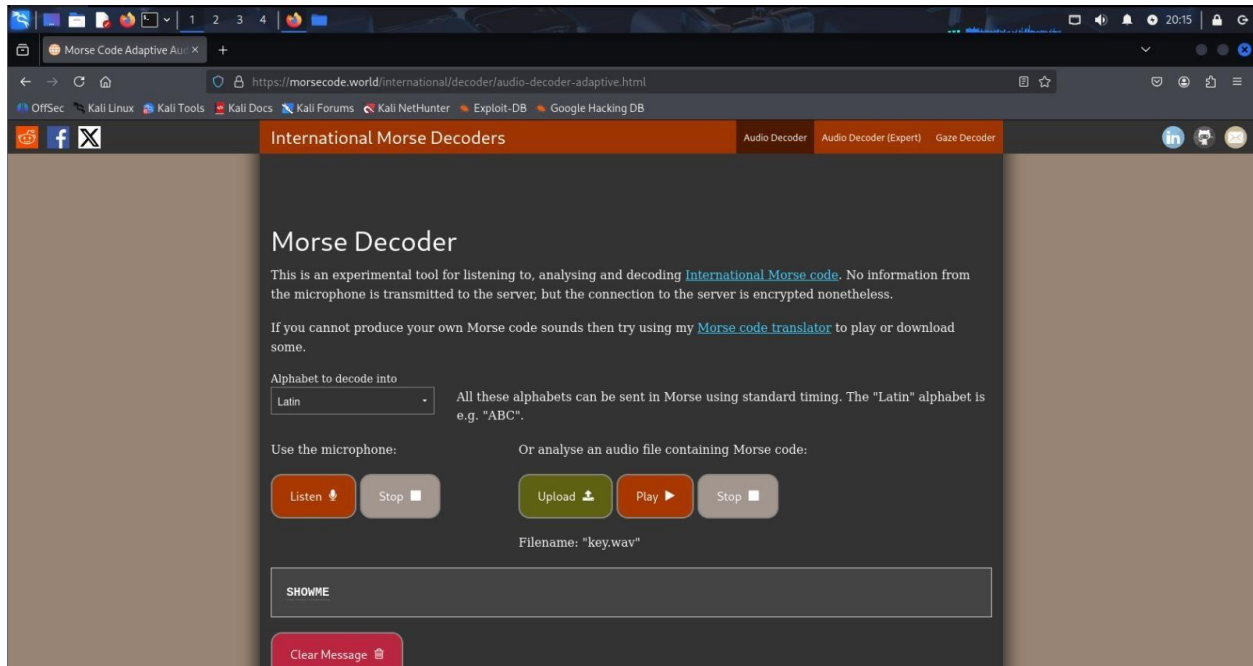 1 2 3 4
20:15
Morse Code Adaptive Aud
https://morsecode.world/international/decoder/audio-decoder-adaptive.html
OffSec Kali Linux Kali Tools Kali Docs Kali Forums Kali NetHunter Exploit-DB Google Hacking DB
International Morse Decoders Audio Decoder Audio Decoder (Expert) Gaze Decoder
Morse Decoder
This is an experimental tool for listening to, analysing and decoding International Morse code. No information from
the microphone is transmitted to the server, but the connection to the server is encrypted nonetheless.
If you cannot produce your own Morse code sounds then try using my Morse code translator to play or download
some.
Alphabet to decode into
Latin
All these alphabets can be sent in Morse using standard timing. The "Latin" alphabet is
e.g. "ABC".
Use the microphone: Or analyse an audio file containing Morse code:
Listen Stop Upload Play Stop
Filename: "key.wav"
SHOWME
Clear Message